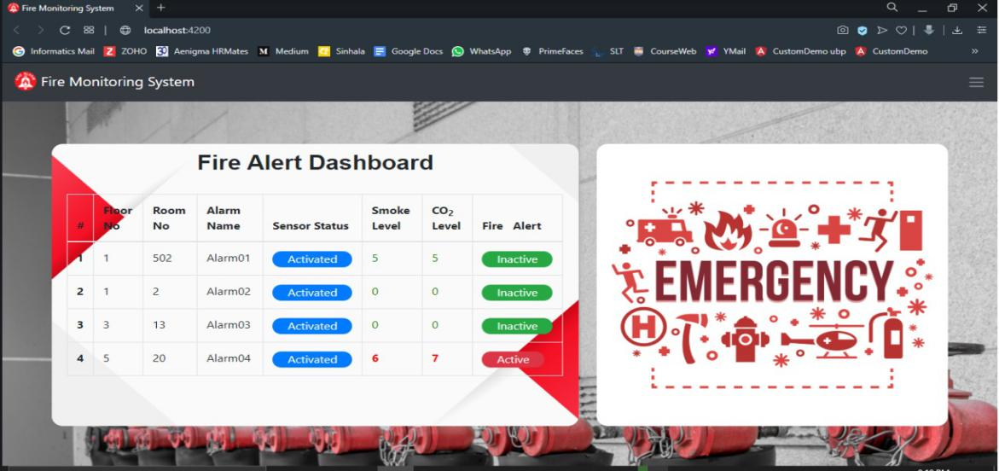 Fire Monitoring System
localhost:4200
Informatics Mail ZOHO Aenigma HRMates Medium Sinhala Google Docs WhatsApp PrimeFaces SLT CourseWeb YMail CustomDemo ubp CustomDemo »
Fire Monitoring System
Fire Alert Dashboard
# Floor No Room No Alarm Name Sensor Status Smoke Level CO₂ Level Fire Alert
1 1 502 Alarm01 Activated 5 5 Inactive
2 1 2 Alarm02 Activated 0 0 Inactive
3 3 13 Alarm03 Activated 0 0 Inactive
4 5 20 Alarm04 Activated 6 7 Active
EMERGENCY
H